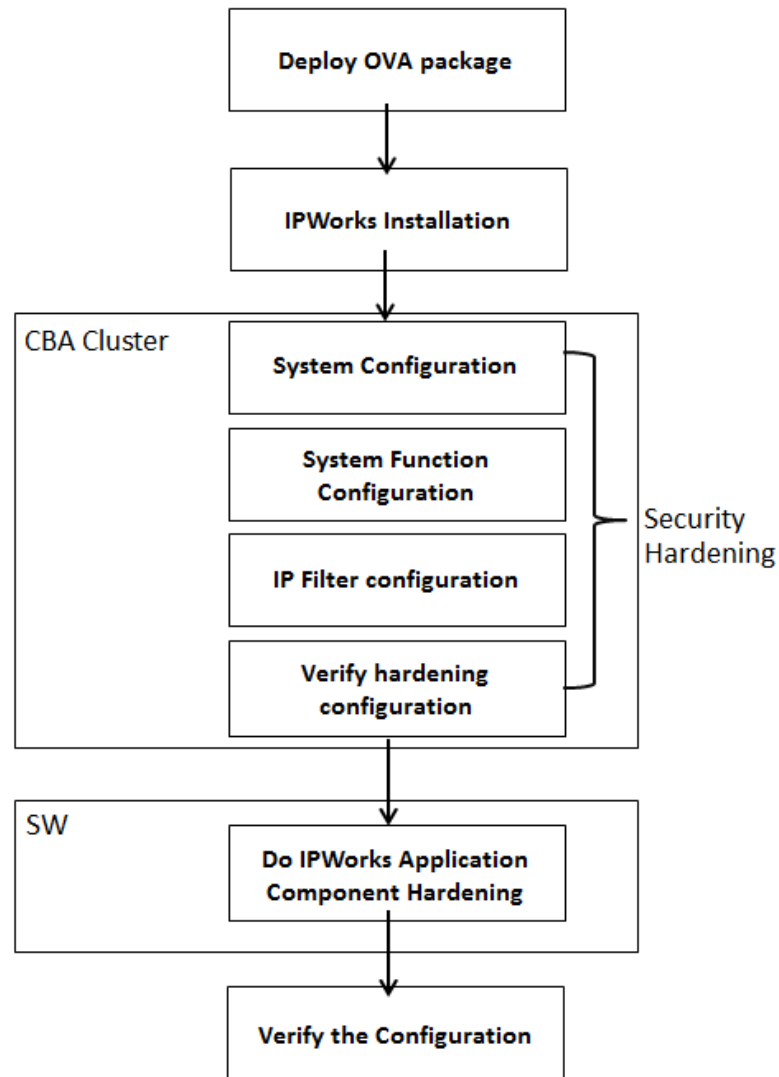 Deploy OVA package
IPWorks Installation
CBA Cluster
System Configuration
System Function
Configuration
IP Filter configuration
Verify hardening
configuration
Security
Hardening
SW
Do IPWorks Application
Component Hardening
Verify the Configuration